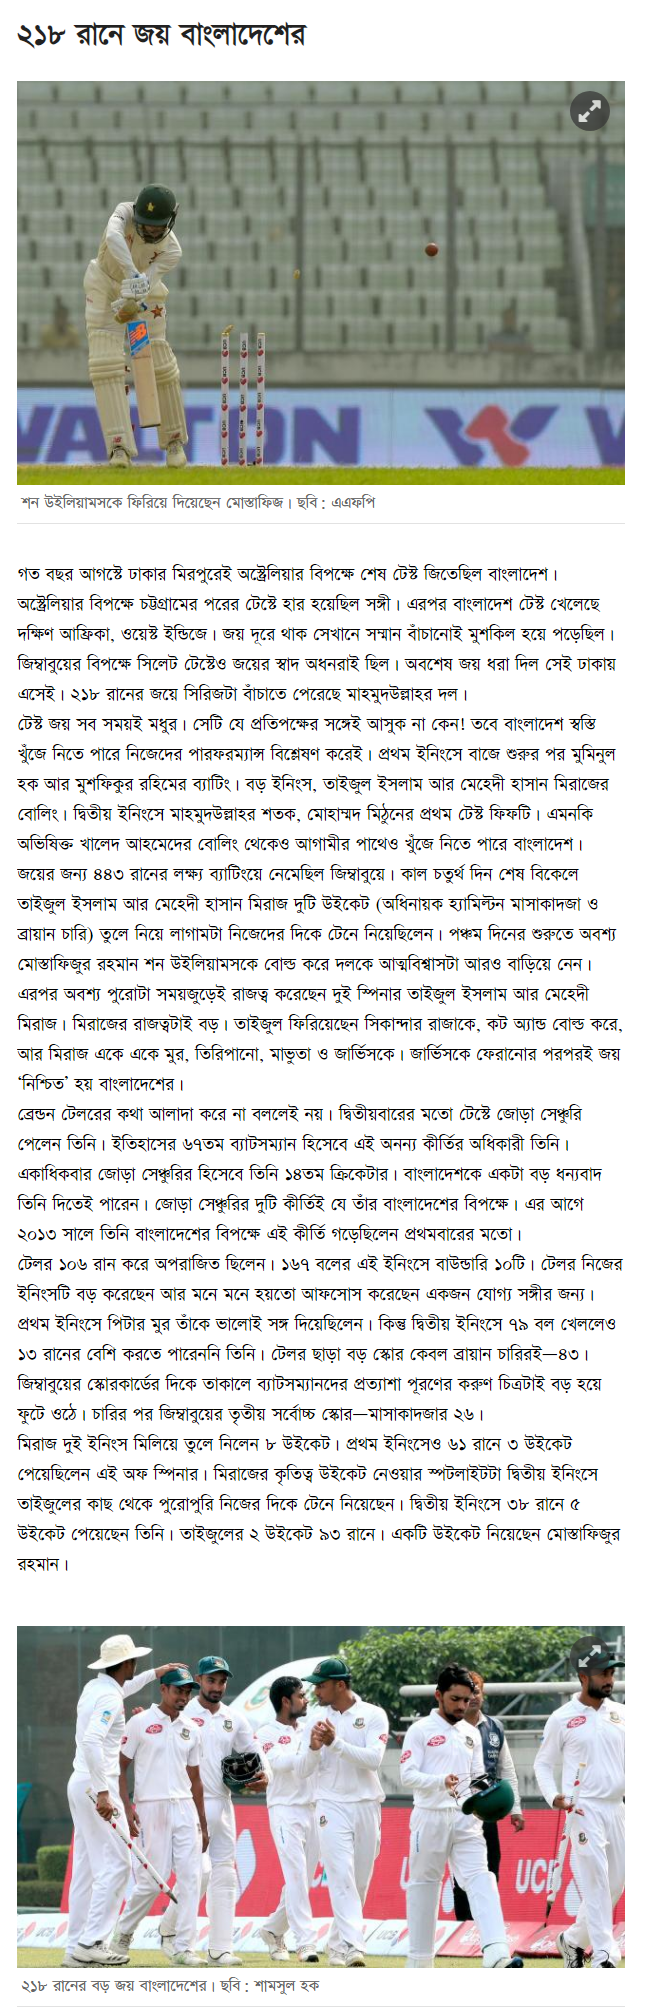 ২১৮ রানে জয় বাংলাদেশের
WALTON
W
শন উইলিয়ামসকে ফিরিয়ে দিয়েছেন মোস্তাফিজ। ছবি: এএফপি
গত বছর আগস্টে ঢাকার মিরপুরেই অস্ট্রেলিয়ার বিপক্ষে শেষ টেস্ট জিতেছিল বাংলাদেশ।
অস্ট্রেলিয়ার বিপক্ষে চট্টগ্রামের পরের টেস্টে হার হয়েছিল সঙ্গী। এরপর বাংলাদেশ টেস্ট খেলেছে
দক্ষিণ আফ্রিকা, ওয়েস্ট ইন্ডিজে। জয় দূরে থাক সেখানে সম্মান বাঁচানোই মুশকিল হয়ে পড়েছিল।
জিম্বাবুয়ের বিপক্ষে সিলেট টেস্টেও জয়ের স্বাদ অধনরাই ছিল। অবশেষ জয় ধরা দিল সেই ঢাকায়
এসেই। ২১৮ রানের জয়ে সিরিজটা বাঁচাতে পেরেছে মাহমুদউল্লাহর দল।
টেস্ট জয় সব সময়ই মধুর। সেটি যে প্রতিপক্ষের সঙ্গেই আসুক না কেন! তবে বাংলাদেশ স্বস্তি
খুঁজে নিতে পারে নিজেদের পারফরম্যান্স বিশ্লেষণ করেই। প্রথম ইনিংসে বাজে শুরুর পর মুমিনুল
হক আর মুশফিকুর রহিমের ব্যাটিং। বড় ইনিংস, তাইজুল ইসলাম আর মেহেদী হাসান মিরাজের
বোলিং। দ্বিতীয় ইনিংসে মাহমুদউল্লাহর শতক, মোহাম্মদ মিঠুনের প্রথম টেস্ট ফিফটি। এমনকি
অভিষিক্ত খালেদ আহমেদের বোলিং থেকেও আগামীর পাথেও খুঁজে নিতে পারে বাংলাদেশ।
জয়ের জন্য ৪৪৩ রানের লক্ষ্য ব্যাটিংয়ে নেমেছিল জিম্বাবুয়ে। কাল চতুর্থ দিন শেষ বিকেলে
তাইজুল ইসলাম আর মেহেদী হাসান মিরাজ দুটি উইকেট (অধিনায়ক হ্যামিল্টন মাসাকাদজা ও
ব্রায়ান চারি) তুলে নিয়ে লাগামটা নিজেদের দিকে টেনে নিয়েছিলেন। পঞ্চম দিনের শুরুতে অবশ্য
মোস্তাফিজুর রহমান শন উইলিয়ামসকে বোল্ড করে দলকে আত্মবিশ্বাসটা আরও বাড়িয়ে নেন।
এরপর অবশ্য পুরোটা সময়জুড়েই রাজত্ব করেছেন দুই স্পিনার তাইজুল ইসলাম আর মেহেদী
মিরাজ। মিরাজের রাজত্বটাই বড়। তাইজুল ফিরিয়েছেন সিকান্দার রাজাকে, কট অ্যান্ড বোল্ড করে,
আর মিরাজ একে একে মুর, তিরিপানো, মাভুতা ও জার্ভিসকে। জার্ভিসকে ফেরানোর পরপরই জয়
‘নিশ্চিত’ হয় বাংলাদেশের।
ব্রেন্ডন টেলরের কথা আলাদা করে না বললেই নয়। দ্বিতীয়বারের মতো টেস্টে জোড়া সেঞ্চুরি
পেলেন তিনি। ইতিহাসের ৬৭তম ব্যাটসম্যান হিসেবে এই অনন্য কীর্তির অধিকারী তিনি।
একাধিকবার জোড়া সেঞ্চুরির হিসেবে তিনি ১৪তম ক্রিকেটার। বাংলাদেশকে একটা বড় ধন্যবাদ
তিনি দিতেই পারেন। জোড়া সেঞ্চুরির দুটি কীর্তিই যে তাঁর বাংলাদেশের বিপক্ষে। এর আগে
২০১৩ সালে তিনি বাংলাদেশের বিপক্ষে এই কীর্তি গড়েছিলেন প্রথমবারের মতো।
টেলর ১০৬ রান করে অপরাজিত ছিলেন। ১৬৭ বলের এই ইনিংসে বাউন্ডারি ১০টি। টেলর নিজের
ইনিংসটি বড় করেছেন আর মনে মনে হয়তো আফসোস করেছেন একজন যোগ্য সঙ্গীর জন্য।
প্রথম ইনিংসে পিটার মুর তাঁকে ভালোই সঙ্গ দিয়েছিলেন। কিন্তু দ্বিতীয় ইনিংসে ৭৯ বল খেললেও
১৩ রানের বেশি করতে পারেননি তিনি। টেলর ছাড়া বড় স্কোর কেবল ব্রায়ান চারিরই—৪৩।
জিম্বাবুয়ের স্কোরকার্ডের দিকে তাকালে ব্যাটসম্যানদের প্রত্যাশা পূরণের করুণ চিত্রটাই বড় হয়ে
ফুটে ওঠে। চারির পর জিম্বাবুয়ের তৃতীয় সর্বোচ্চ স্কোর—মাসাকাদজার ২৬।
মিরাজ দুই ইনিংস মিলিয়ে তুলে নিলেন ৮ উইকেট। প্রথম ইনিংসেও ৬১ রানে ৩ উইকেট
পেয়েছিলেন এই অফ স্পিনার। মিরাজের কৃতিত্ব উইকেট নেওয়ার স্পটলাইটটা দ্বিতীয় ইনিংসে
তাইজুলের কাছ থেকে পুরোপুরি নিজের দিকে টেনে নিয়েছেন। দ্বিতীয় ইনিংসে ৩৮ রানে ৫
উইকেট পেয়েছেন তিনি। তাইজুলের ২ উইকেট ৯৩ রানে। একটি উইকেট নিয়েছেন মোস্তাফিজুর
রহমান।
UCB
২১৮ রানের বড় জয় বাংলাদেশের। ছবি: শামসুল হক